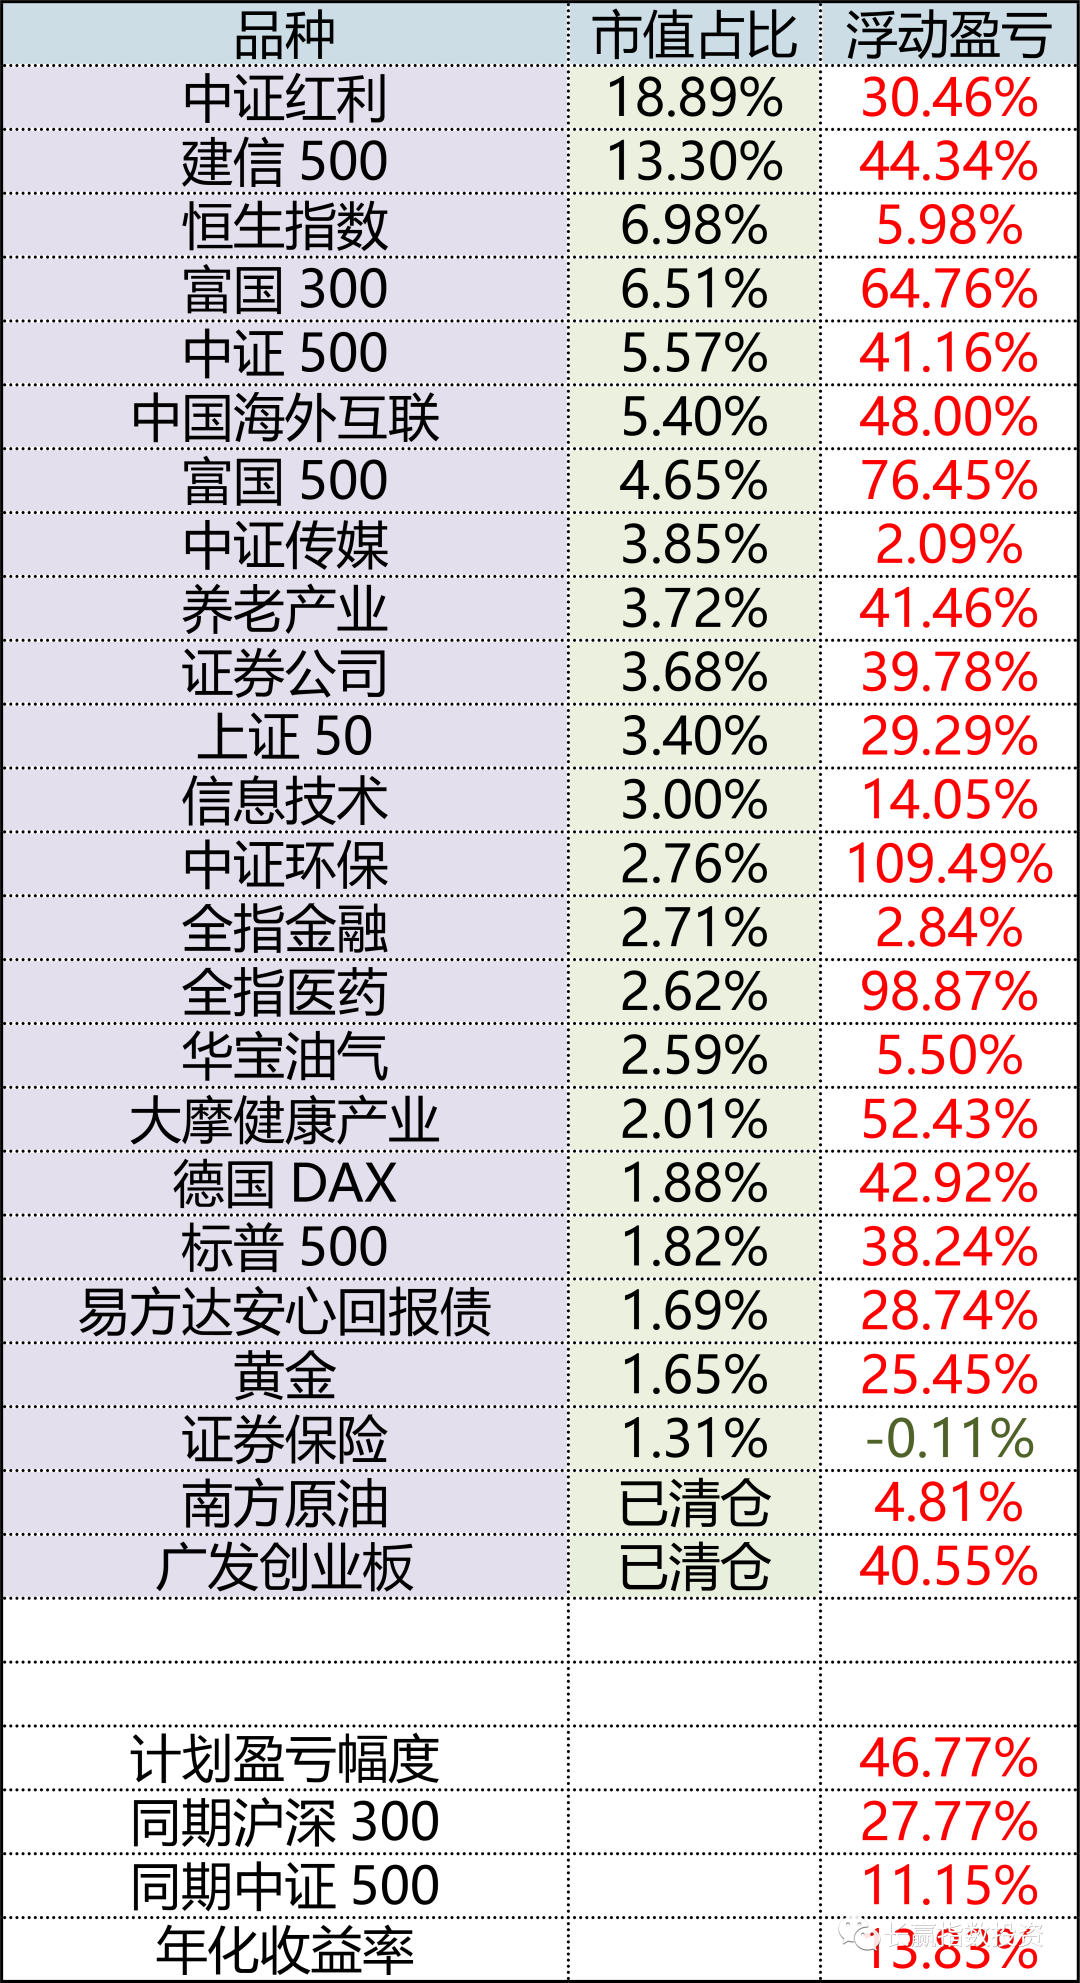 品种 市值占比 浮动盈亏
中证红利 18.89% 30.46%
建信 500 13.30% 44.34%
恒生指数 6.98% 5.98%
富国 300 6.51% 64.76%
中证 500 5.57% 41.16%
中国海外互联 5.40% 48.00%
富国 500 4.65% 76.45%
中证传媒 3.85% 2.09%
养老产业 3.72% 41.46%
证券公司 3.68% 39.78%
上证 50 3.40% 29.29%
信息技术 3.00% 14.05%
中证环保 2.76% 109.49%
全指金融 2.71% 2.84%
全指医药 2.62% 98.87%
华宝油气 2.59% 5.50%
大摩健康产业 2.01% 52.43%
德国 DAX 1.88% 42.92%
标普 500 1.82% 38.24%
易方达安心回报债 1.69% 28.74%
黄金 1.65% 25.45%
证券保险 1.31% -0.11%
南方原油 已清仓 4.81%
广发创业板 已清仓 40.55%
计划盈亏幅度 46.77%
同期沪深 300 27.77%
同期中证 500 11.15%
年化收益率 13.83%
长赢指数投资